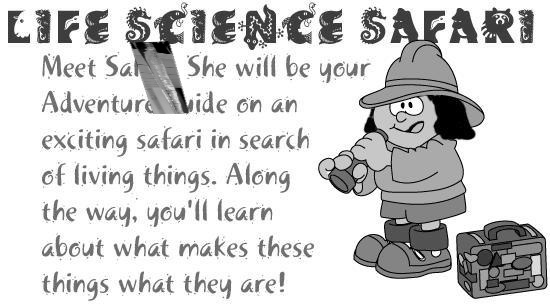 LIFE SCIENCE SAFARI
Meet She will be your
Adventure Guide on an
exciting safari in search
of living things. Along
the way, you'll learn
about what makes these
things what they are!